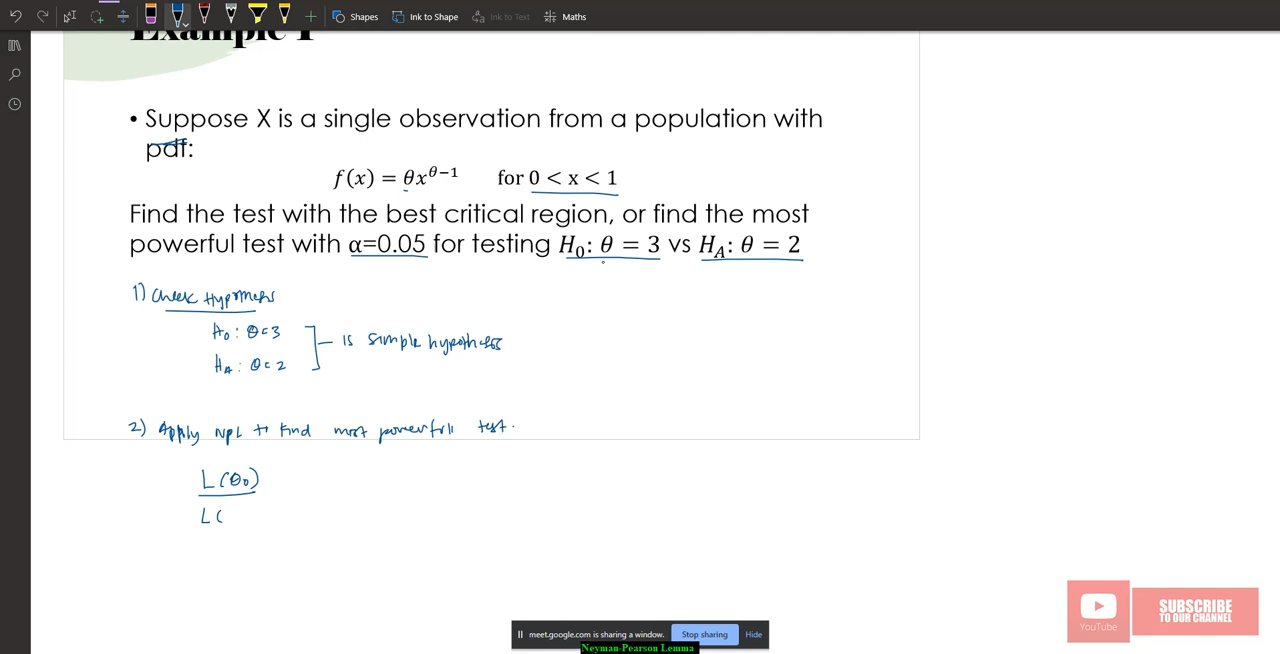 Shapes Ink to Shape Ink to Text Maths
Example 1
• Suppose X is a single observation from a population with
pdf:
f(x) = θx^{θ−1} for 0 < x < 1
Find the test with the best critical region, or find the most
powerful test with α=0.05 for testing H₀: θ = 3 vs H_A: θ = 2
1) Check Hypothesis
H₀: θ = 3
H_A: θ = 2
is simple hypothesis
2) Apply NPL to find most powerfull test.
L(θ₀)
L(
SUBSCRIBE
TO OUR CHANNEL
YouTube
meet.google.com is sharing a window. Stop sharing Hide
Neyman-Pearson Lemma